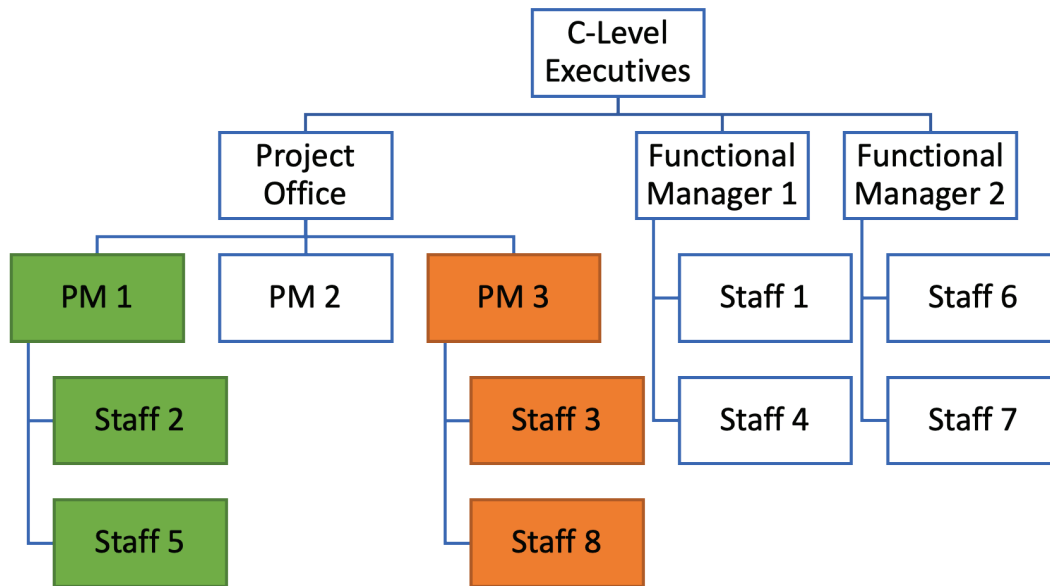 C-Level
Executives
Project
Office
Functional
Manager 1
Functional
Manager 2
PM 1
PM 2
PM 3
Staff 1
Staff 6
Staff 2
Staff 3
Staff 4
Staff 7
Staff 5
Staff 8